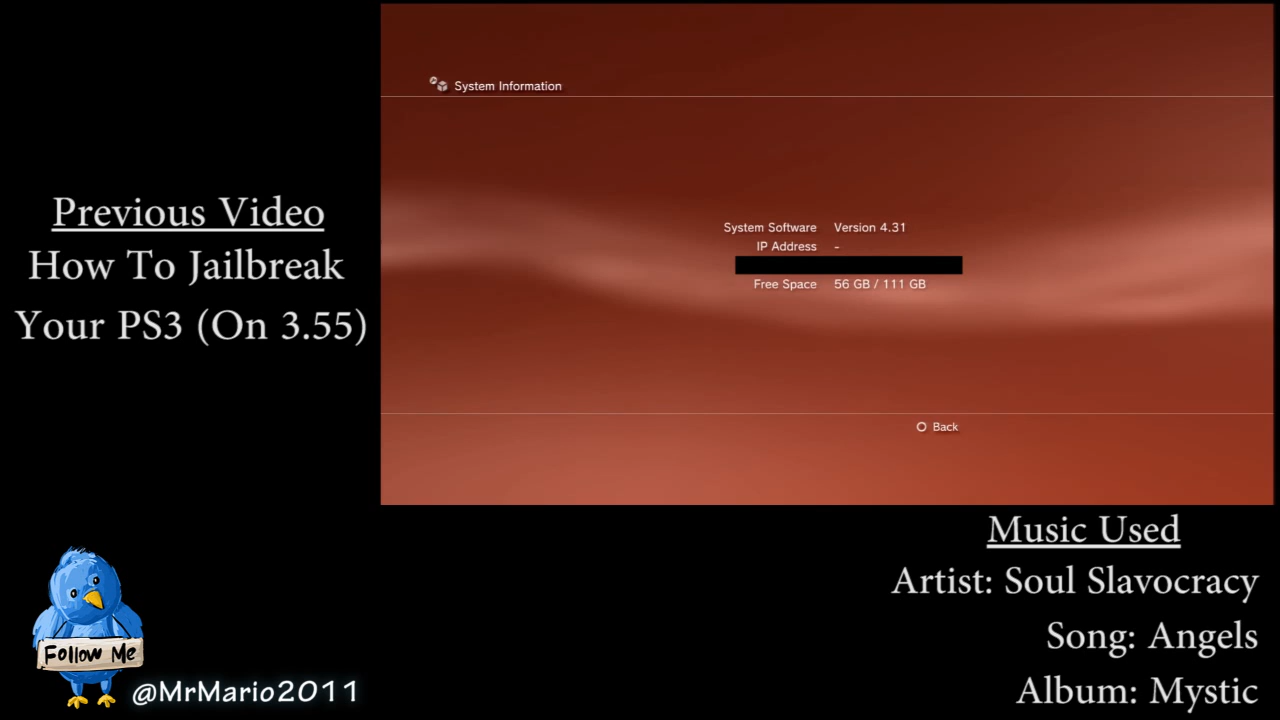 System Information
Previous Video
How To Jailbreak
Your PS3 (On 3.55)
System Software Version 4.31
IP Address -
Free Space 56 GB / 111 GB
Back
Music Used
Artist: Soul Slavocracy
Song: Angels
Album: Mystic
Follow Me
@MrMario2011